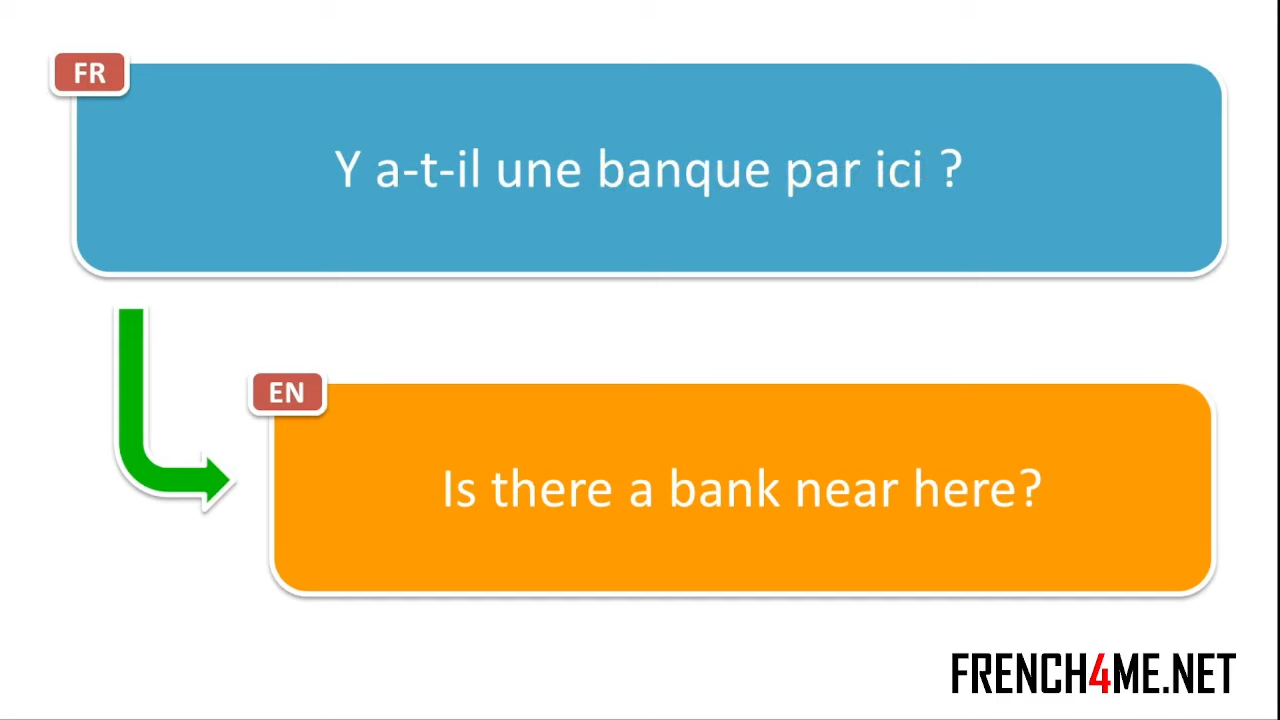 FR
Y a-t-il une banque par ici ?
EN
Is there a bank near here?
FRENCH4ME.NET